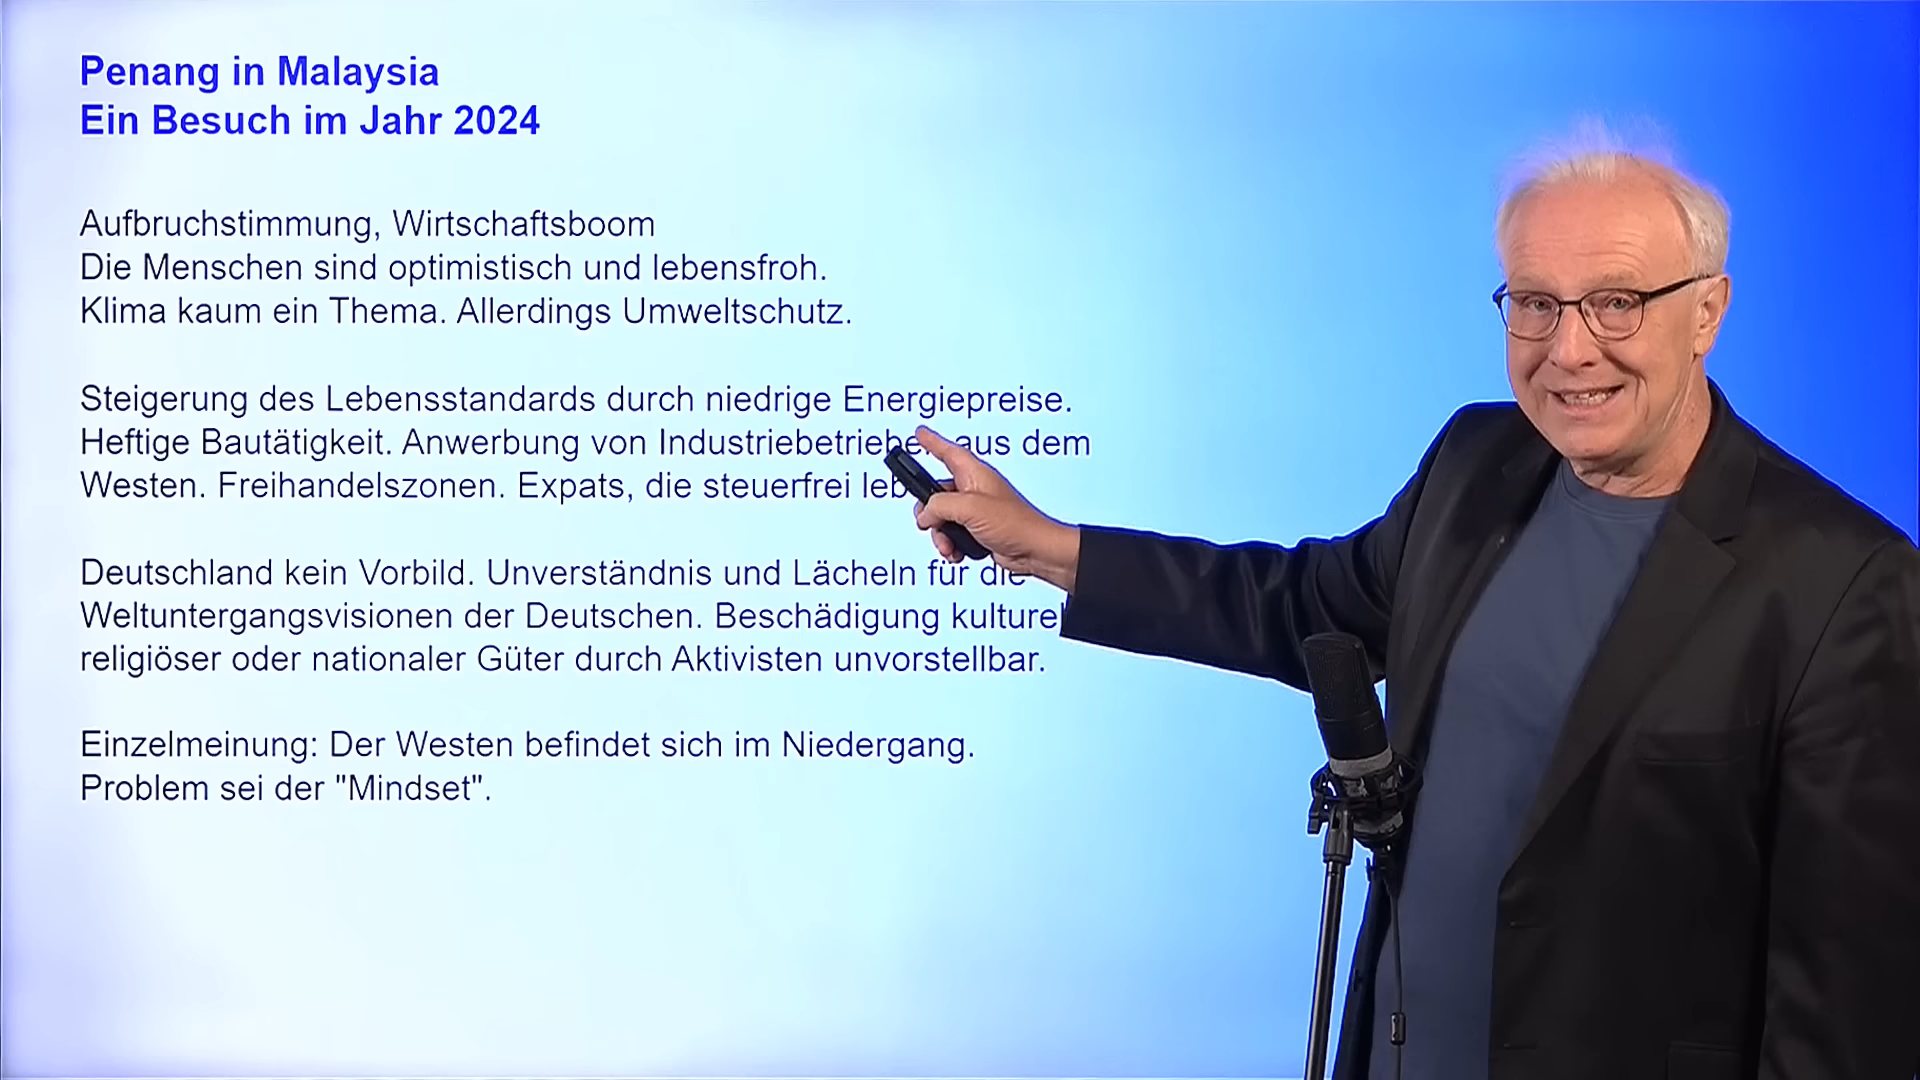 Penang in Malaysia
Ein Besuch im Jahr 2024
Aufbruchstimmung, Wirtschaftsboom
Die Menschen sind optimistisch und lebensfroh.
Klima kaum ein Thema. Allerdings Umweltschutz.
Steigerung des Lebensstandards durch niedrige Energiepreise.
Heftige Bautätigkeit. Anwerbung von Industriebetrieben aus dem
Westen. Freihandelszonen. Expats, die steuerfrei
Deutschland kein Vorbild. Unverständnis und Lächeln für die
Weltuntergangsvisionen der Deutschen. Beschädigung
religiöser oder nationaler Güter durch Aktivisten unvorstellbar.
Einzelmeinung: Der Westen befindet sich im Niedergang.
Problem sei der "Mindset".